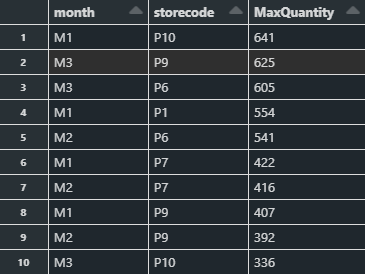 month storecode MaxQuantity
1 M1 P10 641
2 M3 P9 625
3 M3 P6 605
4 M1 P1 554
5 M2 P6 541
6 M1 P7 422
7 M2 P7 416
8 M1 P9 407
9 M2 P9 392
10 M3 P10 336